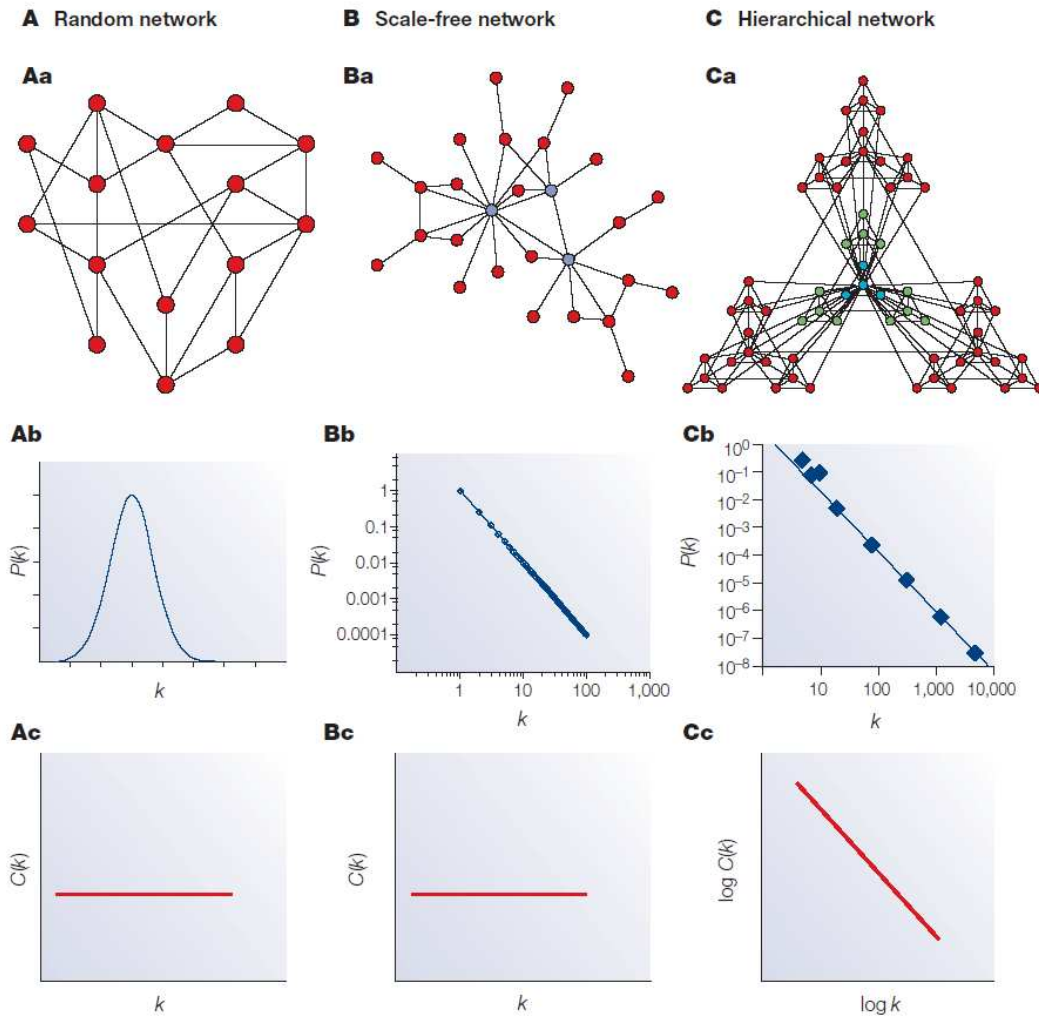 A Random network
B Scale-free network
C Hierarchical network
Aa
Ba
Ca
Ab
P(k)
k
Bb
1
0.1
0.01
0.001
0.0001
P(k)
1 10 100 1,000
k
Cb
10⁰
10⁻¹
10⁻²
10⁻³
10⁻⁴
10⁻⁵
10⁻⁶
10⁻⁷
10⁻⁸
P(k)
10 100 1,000 10,000
k
Ac
C(k)
k
Bc
C(k)
k
Cc
log C(k)
log k